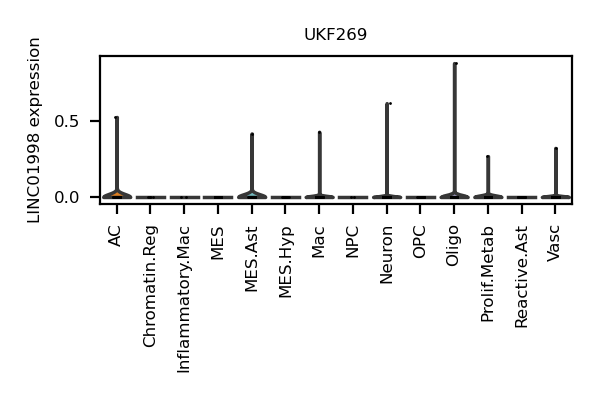 UKF269
LINC01998 expression
0.5
0.0
AC
Chromatin.Reg
Inflammatory.Mac
MES
MES.Ast
MES.Hyp
Mac
NPC
Neuron
OPC
Oligo
Prolif.Metab
Reactive.Ast
Vasc